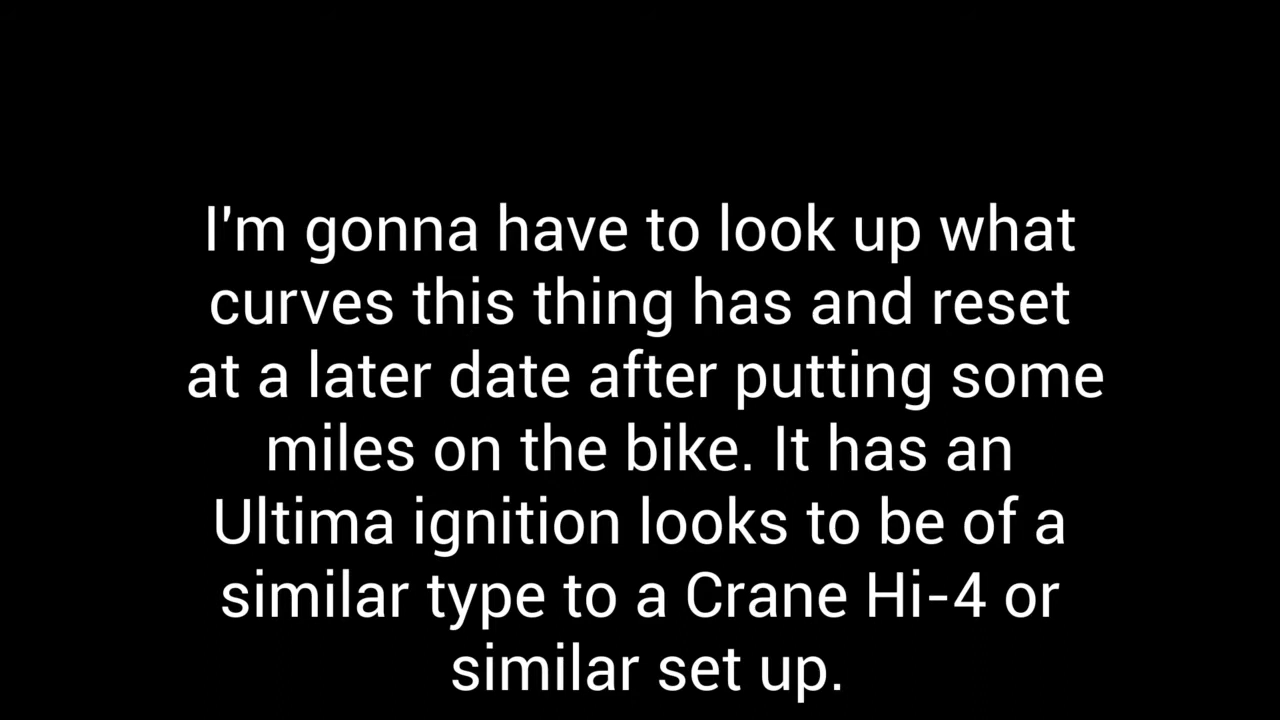 I'm gonna have to look up what
curves this thing has and reset
at a later date after putting some
miles on the bike. It has an
Ultima ignition looks to be of a
similar type to a Crane Hi-4 or
similar set up.